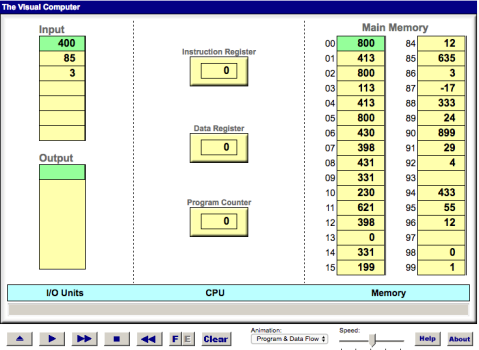 The Visual Computer
Input
400
85
3
Output
Instruction Register
0
Data Register
0
Program Counter
0
Main Memory
00 800 84 12
01 413 85 635
02 800 86 3
03 113 87 -17
04 413 88 333
05 800 89 24
06 430 90 899
07 398 91 29
08 431 92 4
09 331 93
10 230 94 433
11 621 95 55
12 398 96 12
13 0 97
14 331 98 0
15 199 99 1
I/O Units CPU Memory
Animation: Speed:
F E Clear Program & Data Flow Help About